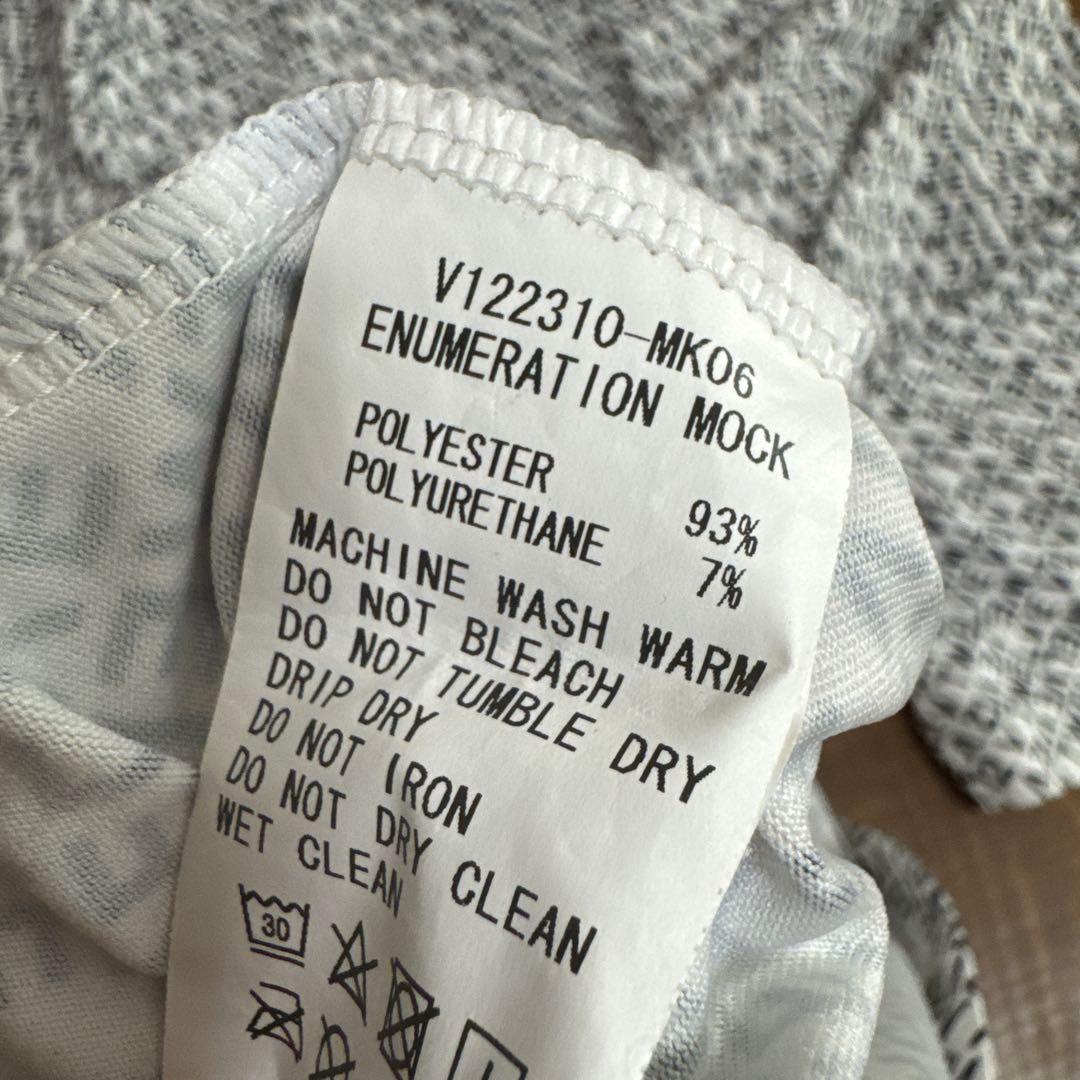 V122310-MK06
ENUMERATION MOCK
POLYESTER 93%
POLYURETHANE 7%
MACHINE WASH WARM
DO NOT BLEACH
DO NOT TUMBLE DRY
DRIP DRY
DO NOT IRON
DO NOT DRY CLEAN
WET CLEAN
30